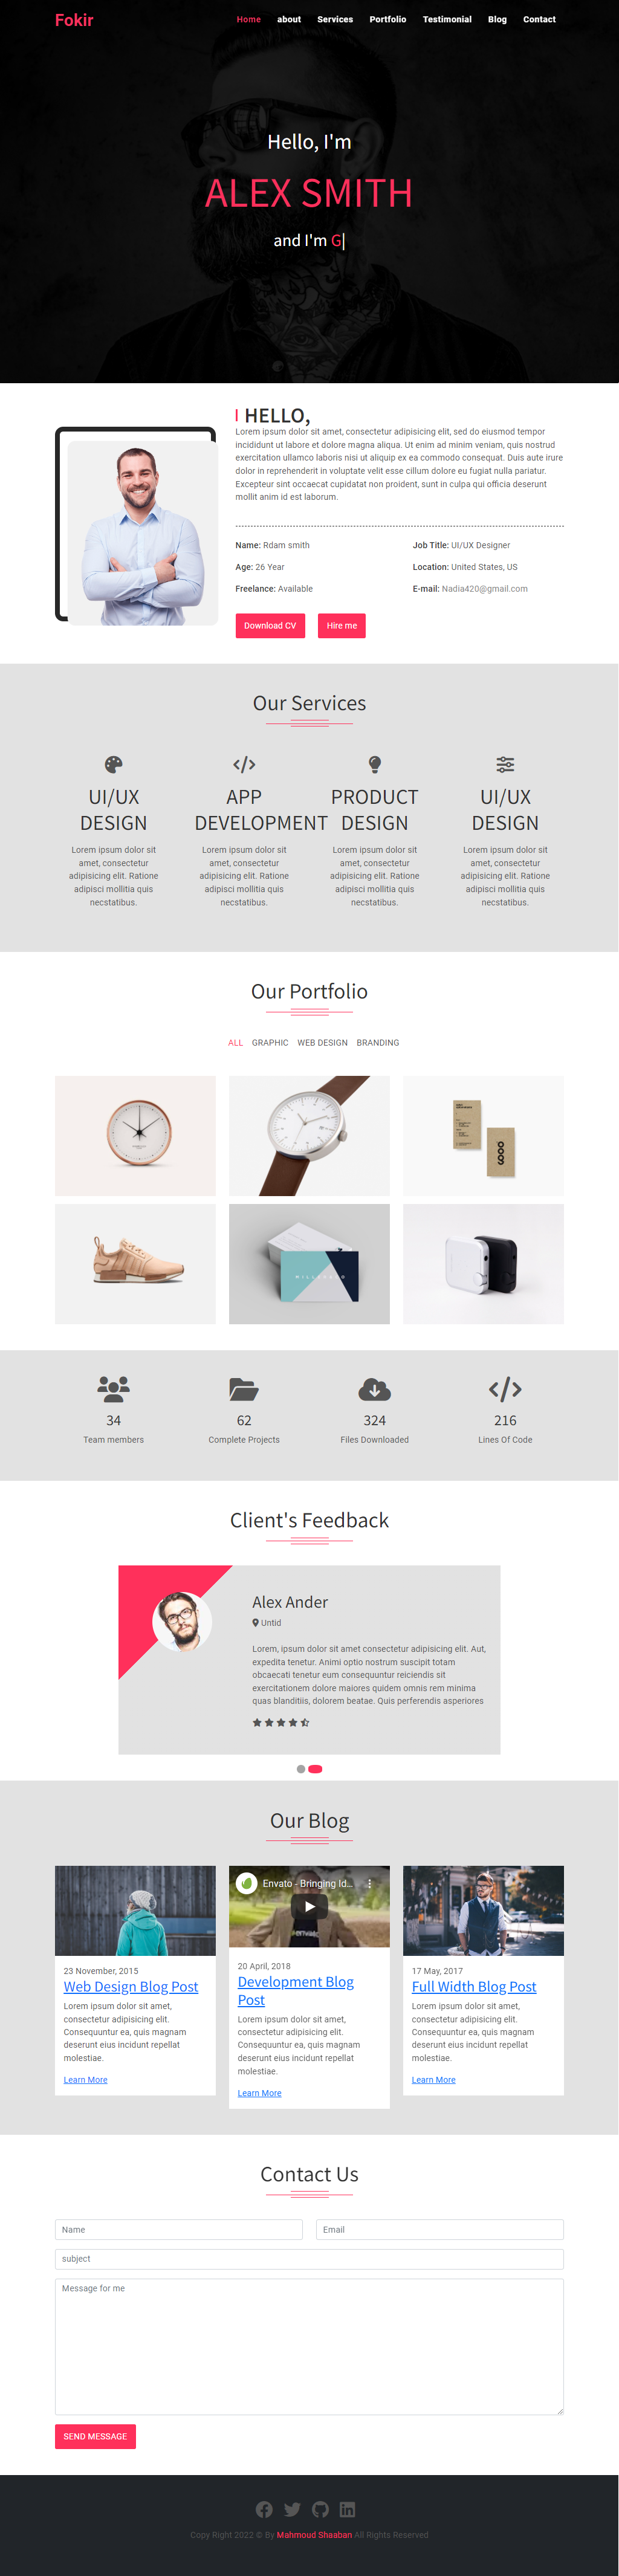 Fokir
Home about Services Portfolio Testimonial Blog Contact
Hello, I'm
ALEX SMITH
and I'm G|
HELLO,
Lorem ipsum dolor sit amet, consectetur adipisicing elit, sed do eiusmod tempor
incididunt ut labore et dolore magna aliqua. Ut enim ad minim veniam, quis nostrud
exercitation ullamco laboris nisi ut aliquip ex ea commodo consequat. Duis aute irure
dolor in reprehenderit in voluptate velit esse cillum dolore eu fugiat nulla pariatur.
Excepteur sint occaecat cupidatat non proident, sunt in culpa qui officia deserunt
mollit anim id est laborum.
Name: Rdam smith
Job Title: UI/UX Designer
Age: 26 Year
Location: United States, US
Freelance: Available
E-mail: Nadia420@gmail.com
Download CV
Hire me
Our Services
UI/UX
DESIGN
Lorem ipsum dolor sit
amet, consectetur
adipisicing elit. Ratione
adipisci mollitia quis
necstatibus.
APP
DEVELOPMENT
Lorem ipsum dolor sit
amet, consectetur
adipisicing elit. Ratione
adipisci mollitia quis
necstatibus.
PRODUCT
DESIGN
Lorem ipsum dolor sit
amet, consectetur
adipisicing elit. Ratione
adipisci mollitia quis
necstatibus.
UI/UX
DESIGN
Lorem ipsum dolor sit
amet, consectetur
adipisicing elit. Ratione
adipisci mollitia quis
necstatibus.
Our Portfolio
ALL GRAPHIC WEB DESIGN BRANDING
34
Team members
62
Complete Projects
324
Files Downloaded
216
Lines Of Code
Client's Feedback
Alex Ander
Untid
Lorem, ipsum dolor sit amet consectetur adipisicing elit. Aut,
expedita tenetur. Animi optio nostrum suscipit totam
obcaecati tenetur eum consequuntur reiciendis sit
exercitationem dolore maiores quidem omnis rem minima
quas blanditiis, dolorem beatae. Quis perferendis asperiores
Our Blog
23 November, 2015
Web Design Blog Post
Lorem ipsum dolor sit amet,
consectetur adipisicing elit.
Consequuntur ea, quis magnam
deserunt eius incidunt repellat
molestiae.
Learn More
Envato - Bringing Id...
20 April, 2018
Development Blog
Post
Lorem ipsum dolor sit amet,
consectetur adipisicing elit.
Consequuntur ea, quis magnam
deserunt eius incidunt repellat
molestiae.
Learn More
17 May, 2017
Full Width Blog Post
Lorem ipsum dolor sit amet,
consectetur adipisicing elit.
Consequuntur ea, quis magnam
deserunt eius incidunt repellat
molestiae.
Learn More
Contact Us
Name
Email
subject
Message for me
SEND MESSAGE
Copy Right 2022 © By Mahmoud Shaaban All Rights Reserved